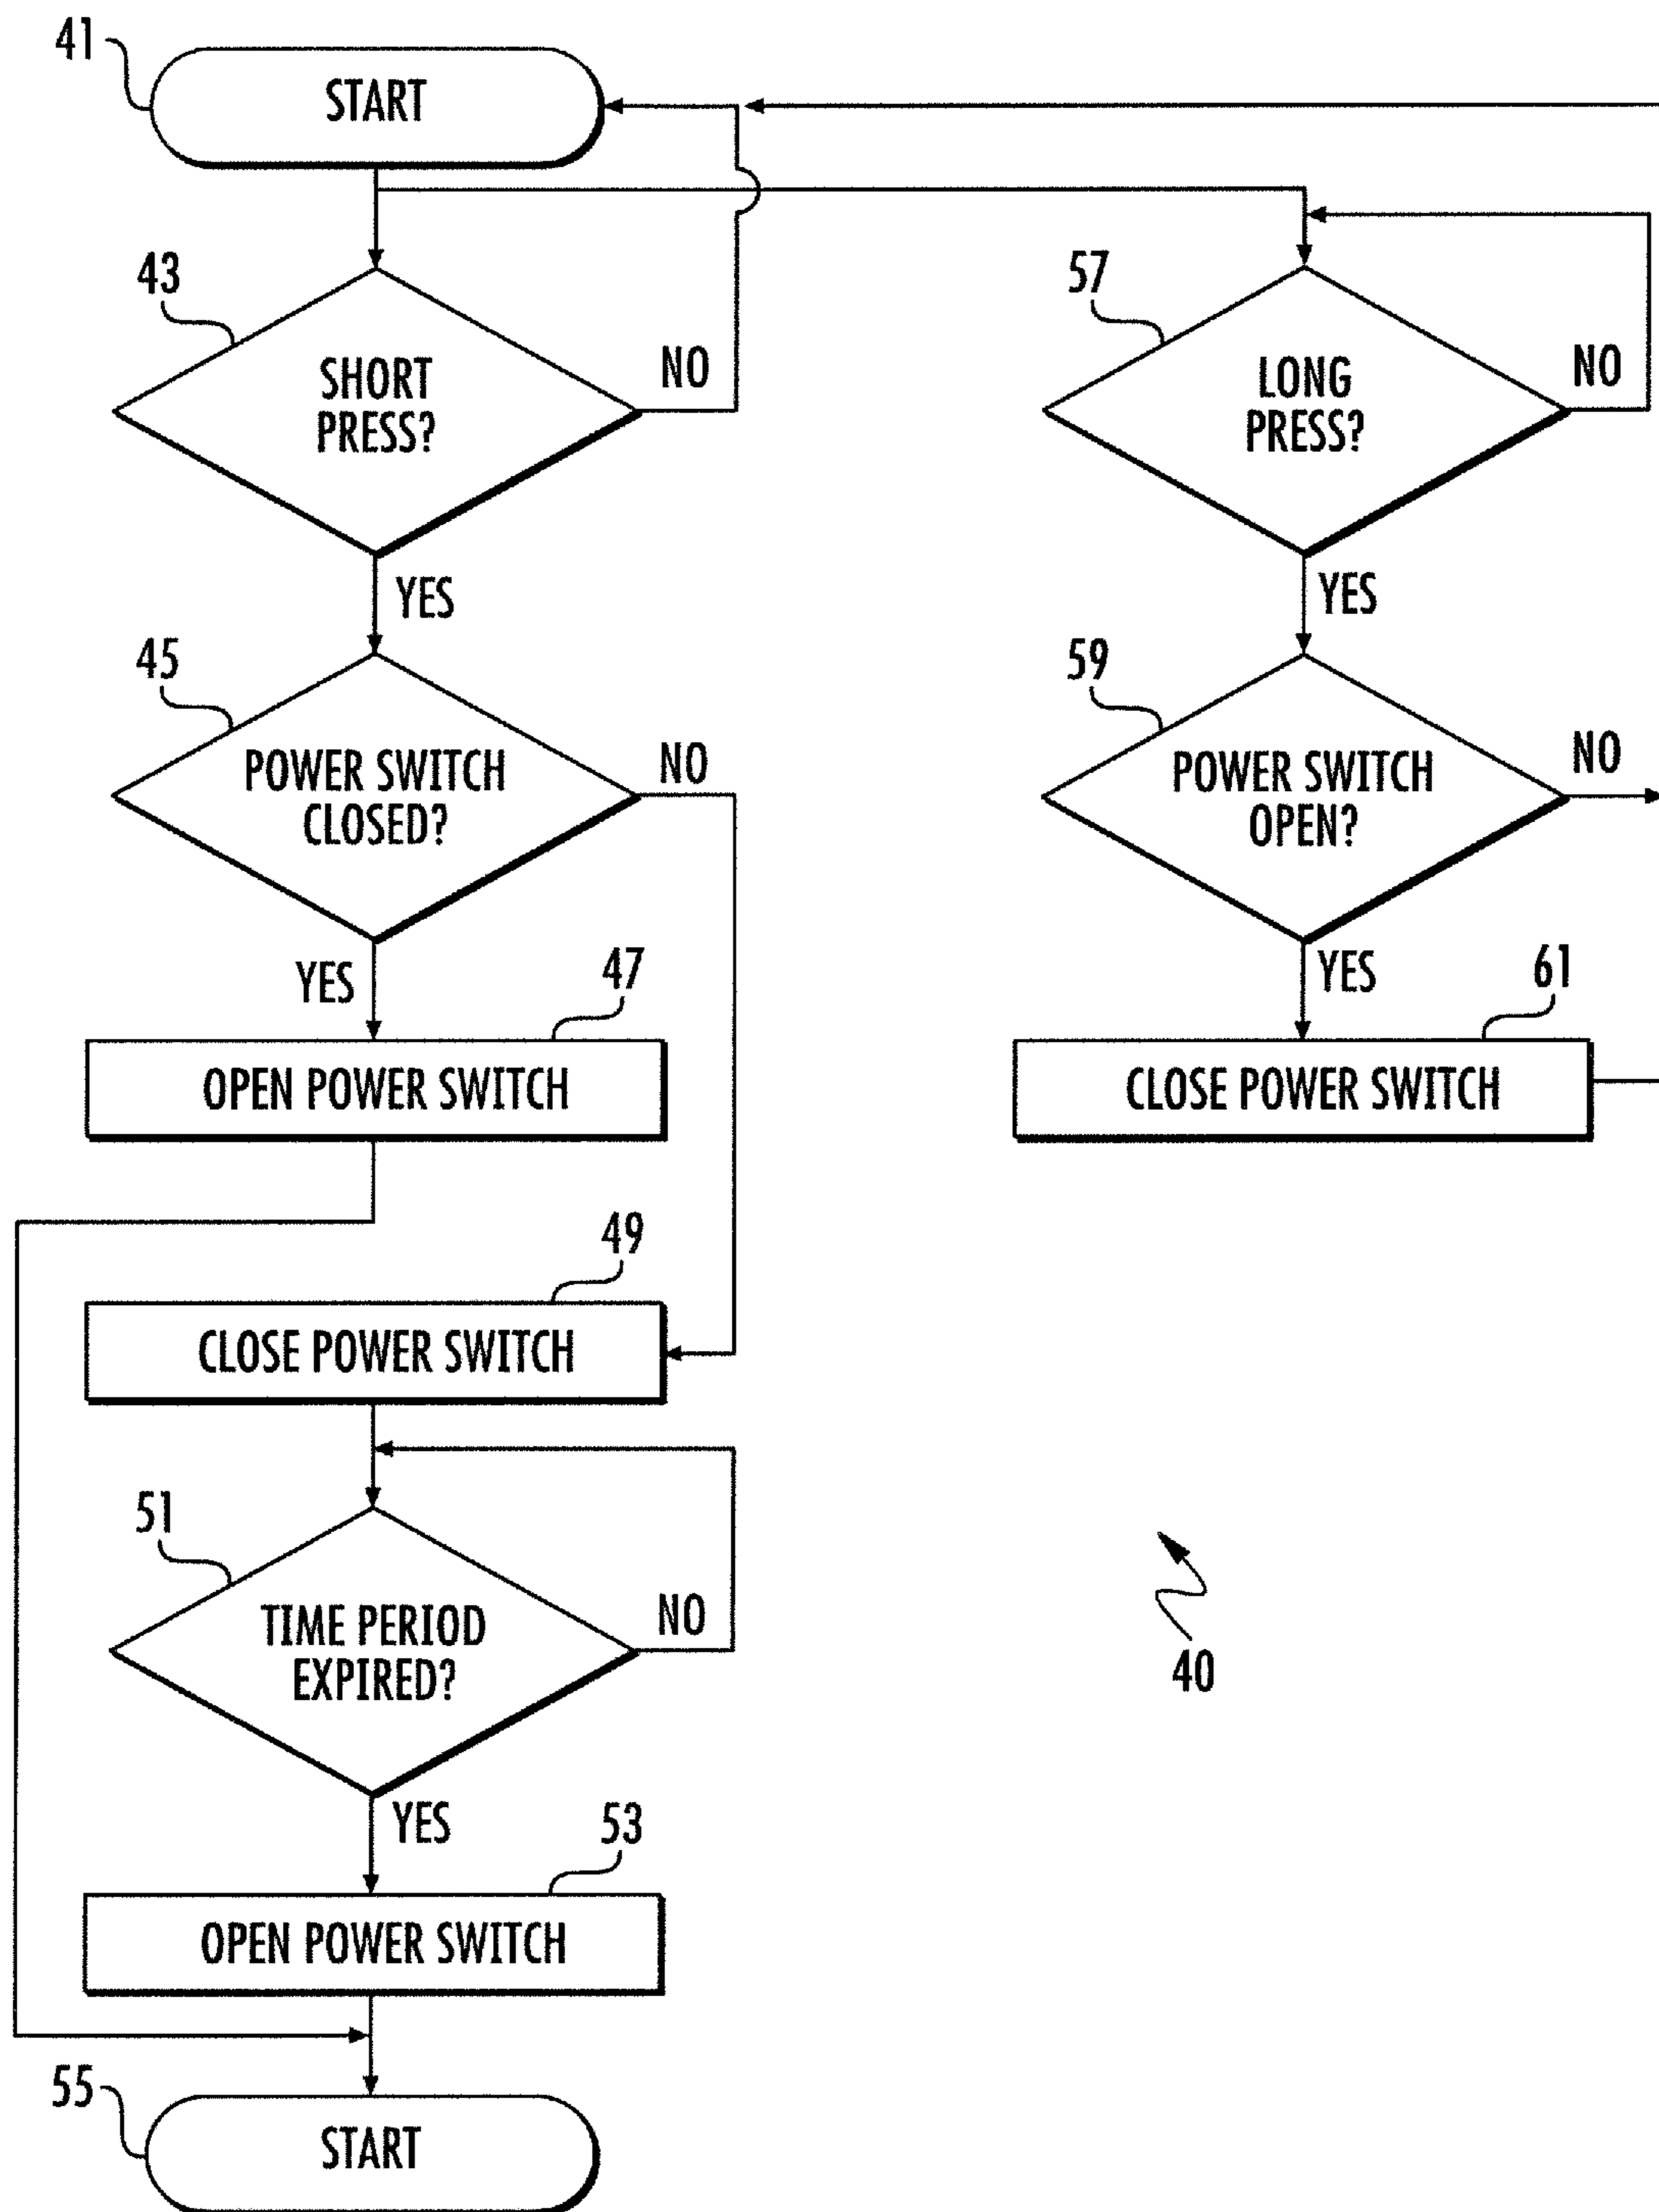 41
START
43
SHORT
PRESS?
NO
YES
45
POWER SWITCH
CLOSED?
NO
YES
47
OPEN POWER SWITCH
49
CLOSE POWER SWITCH
51
TIME PERIOD
EXPIRED?
NO
YES
53
OPEN POWER SWITCH
55
START
57
LONG
PRESS?
NO
YES
59
POWER SWITCH
OPEN?
NO
YES
61
CLOSE POWER SWITCH
40